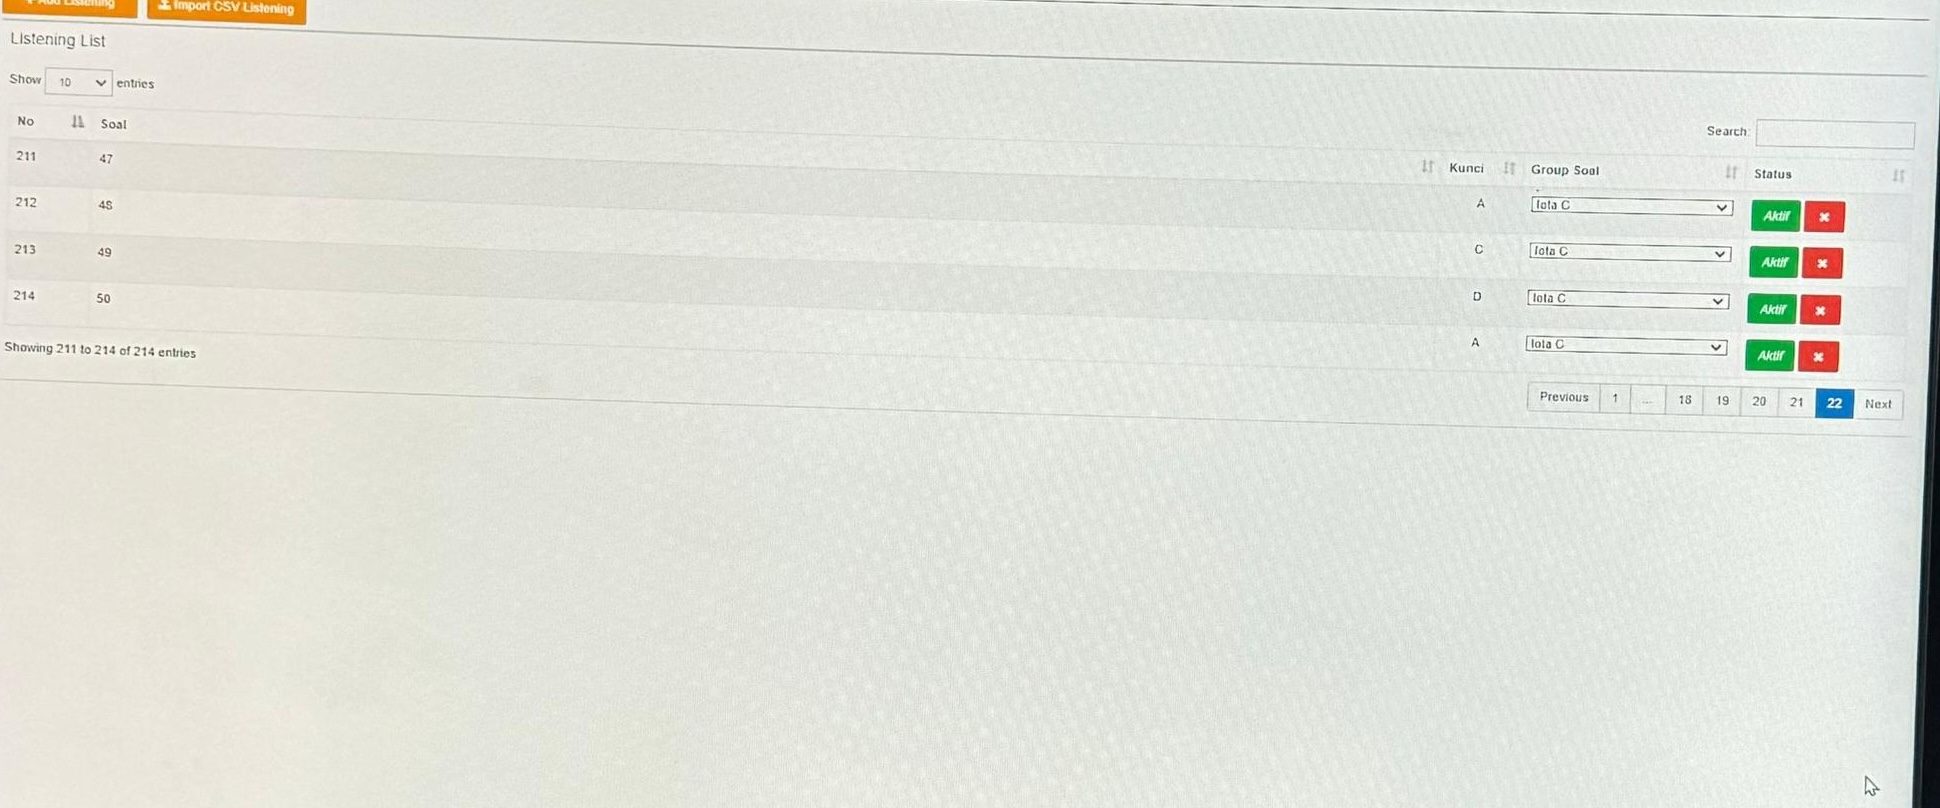 Add Listening
Import CSV Listening
Listening List
Show 10 entries
Search:
No Soal Kunci Group Soal Status
211 47 A Iota C Aktif
212 48 C Iota C Aktif
213 49 D Iota C Aktif
214 50 A Iota C Aktif
Showing 211 to 214 of 214 entries
Previous 1 ... 18 19 20 21 22 Next